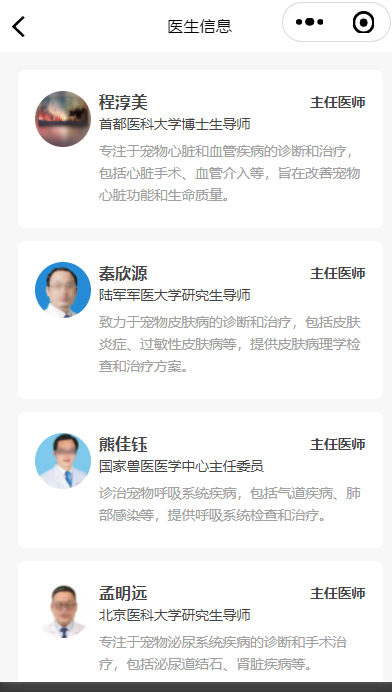 医生信息
程淳美 主任医师
首都医科大学博士生导师
专注于宠物心脏和血管疾病的诊断和治疗，
包括心脏手术、血管介入等，旨在改善宠物
心脏功能和生命质量。
秦欣源 主任医师
陆军军医大学研究生导师
致力于宠物皮肤病的诊断和治疗，包括皮肤
炎症、过敏性皮肤病等，提供皮肤病理学检
查和治疗方案。
熊佳钰 主任医师
国家兽医医学中心主任委员
诊治宠物呼吸系统疾病，包括气道疾病、肺
部感染等，提供呼吸系统检查和治疗。
孟明远 主任医师
北京医科大学研究生导师
专注于宠物泌尿系统疾病的诊断和手术治
疗，包括泌尿道结石、肾脏疾病等。